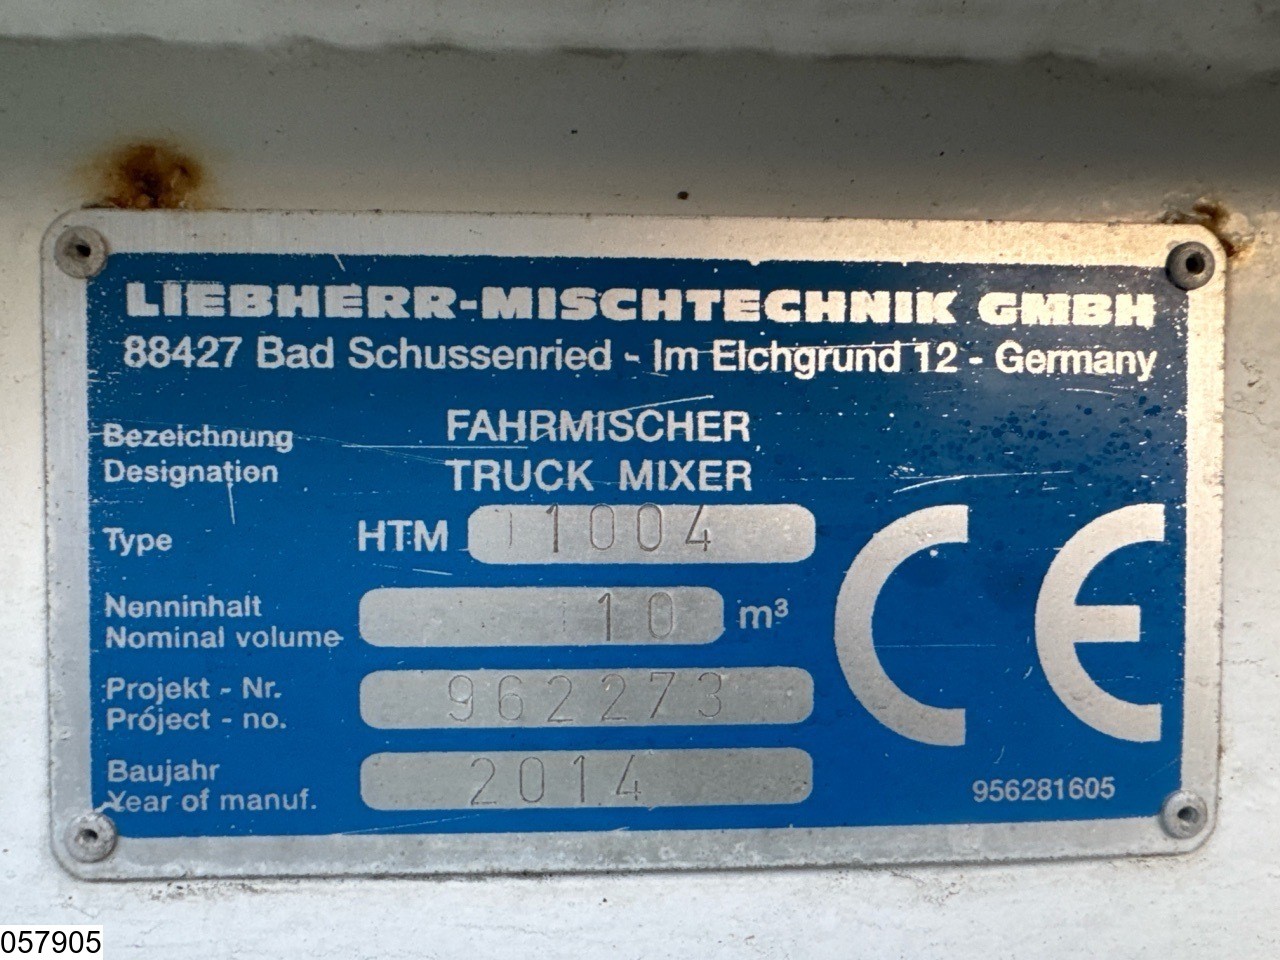 LIEBHERR-MISCHTECHNIK GMBH
88427 Bad Schussenried - Im Elchgrund 12 - Germany
Bezeichnung FAHRMISCHER
Designation TRUCK MIXER
Type HTM 1004
Nenninhalt
Nominal volume 10 m³
Projekt - Nr.
Project - no. 962273
Baujahr
Year of manuf. 2014
CE
956281605
057905